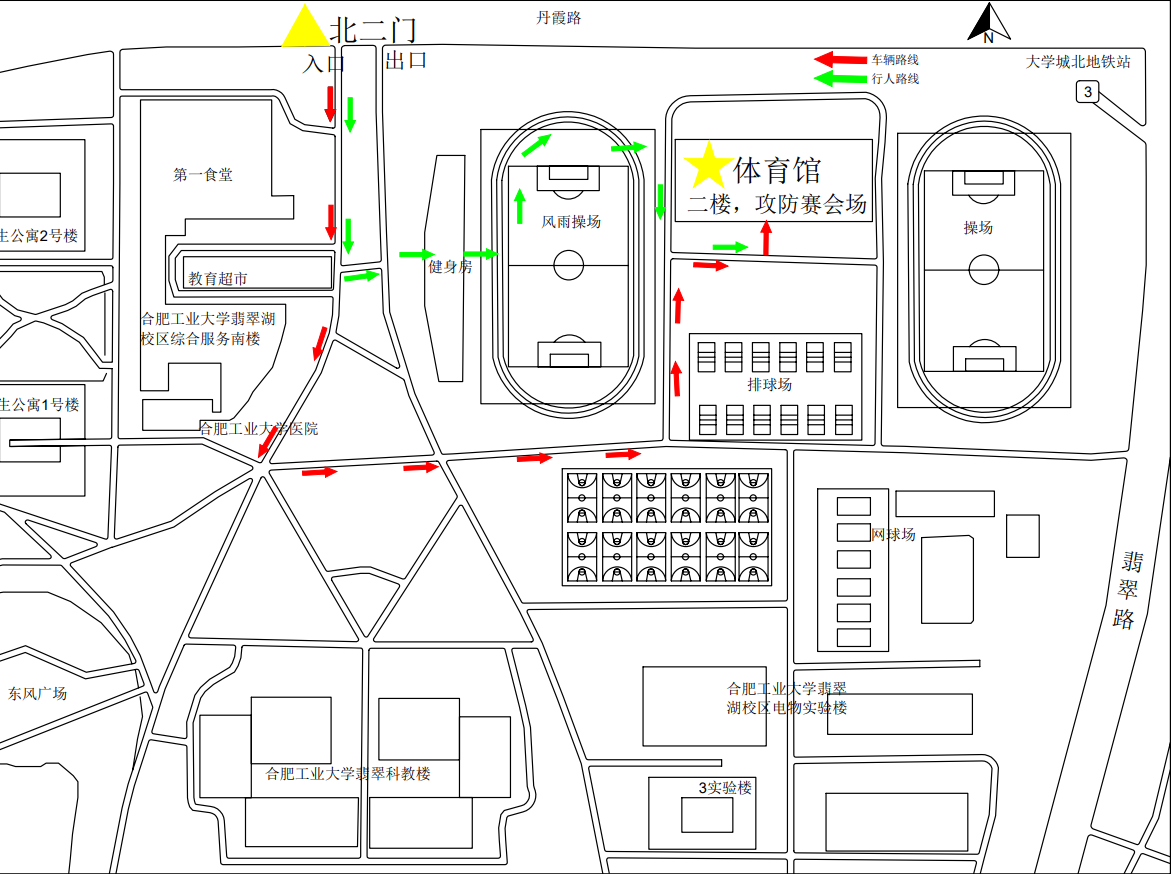 丹霞路
北二门
入口
出口
N
车辆路线
行人路线
大学城北地铁站
3
第一食堂
体育馆
二楼，攻防赛会场
风雨操场
操场
生公寓2号楼
健身房
教育超市
合肥工业大学翡翠湖
校区综合服务南楼
排球场
生公寓1号楼
合肥工业大学医院
网球场
翡
翠
路
东风广场
合肥工业大学翡翠
湖校区电物实验楼
合肥工业大学翡翠科教楼
3实验楼